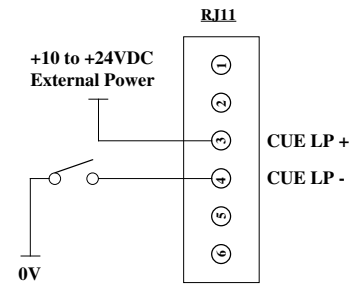 RJ11
+10 to +24VDC
External Power
1
2
3
CUE LP +
4
CUE LP -
5
6
0V